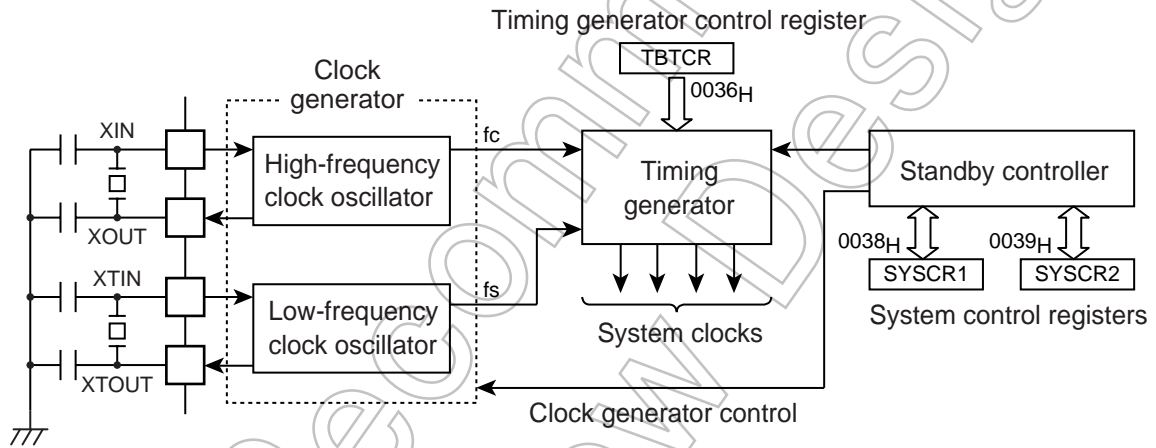 Timing generator control register
TBTCR
0036H
Clock
generator
XIN
High-frequency
clock oscillator
fc
XOUT
Timing
generator
Standby controller
0038H
SYSCR1
0039H
SYSCR2
System control registers
XTIN
Low-frequency
clock oscillator
fs
XTOUT
System clocks
Clock generator control